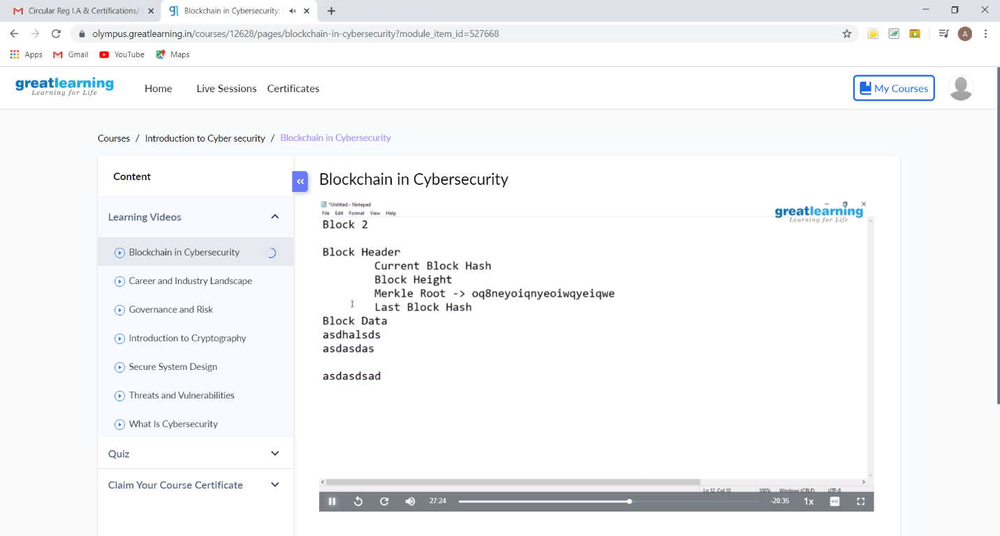 Circular Reg I.A & Certifications/
Blockchain in Cybersecurity:
olympus.greatlearning.in/courses/12628/pages/blockchain-in-cybersecurity?module_item_id=527668
A
Apps Gmail YouTube Maps
greatlearning
Learning for Life
Home Live Sessions Certificates
My Courses
Courses / Introduction to Cyber security / Blockchain in Cybersecurity
Content
Learning Videos
Blockchain in Cybersecurity
Career and Industry Landscape
Governance and Risk
Introduction to Cryptography
Secure System Design
Threats and Vulnerabilities
What Is Cybersecurity
Quiz
Claim Your Course Certificate
Blockchain in Cybersecurity
*Untitled - Notepad
File Edit Format View Help
greatlearning
Learning for Life
Block 2
Block Header
Current Block Hash
Block Height
Merkle Root -> oq8neyoiqnyeoiwqyeiqwe
Last Block Hash
Block Data
asdhalsds
asdasdas
asdasdsad
Ln 12, Col 10 100% Windows (CRLF) UTF-8
27:24 -20:35 1x HD